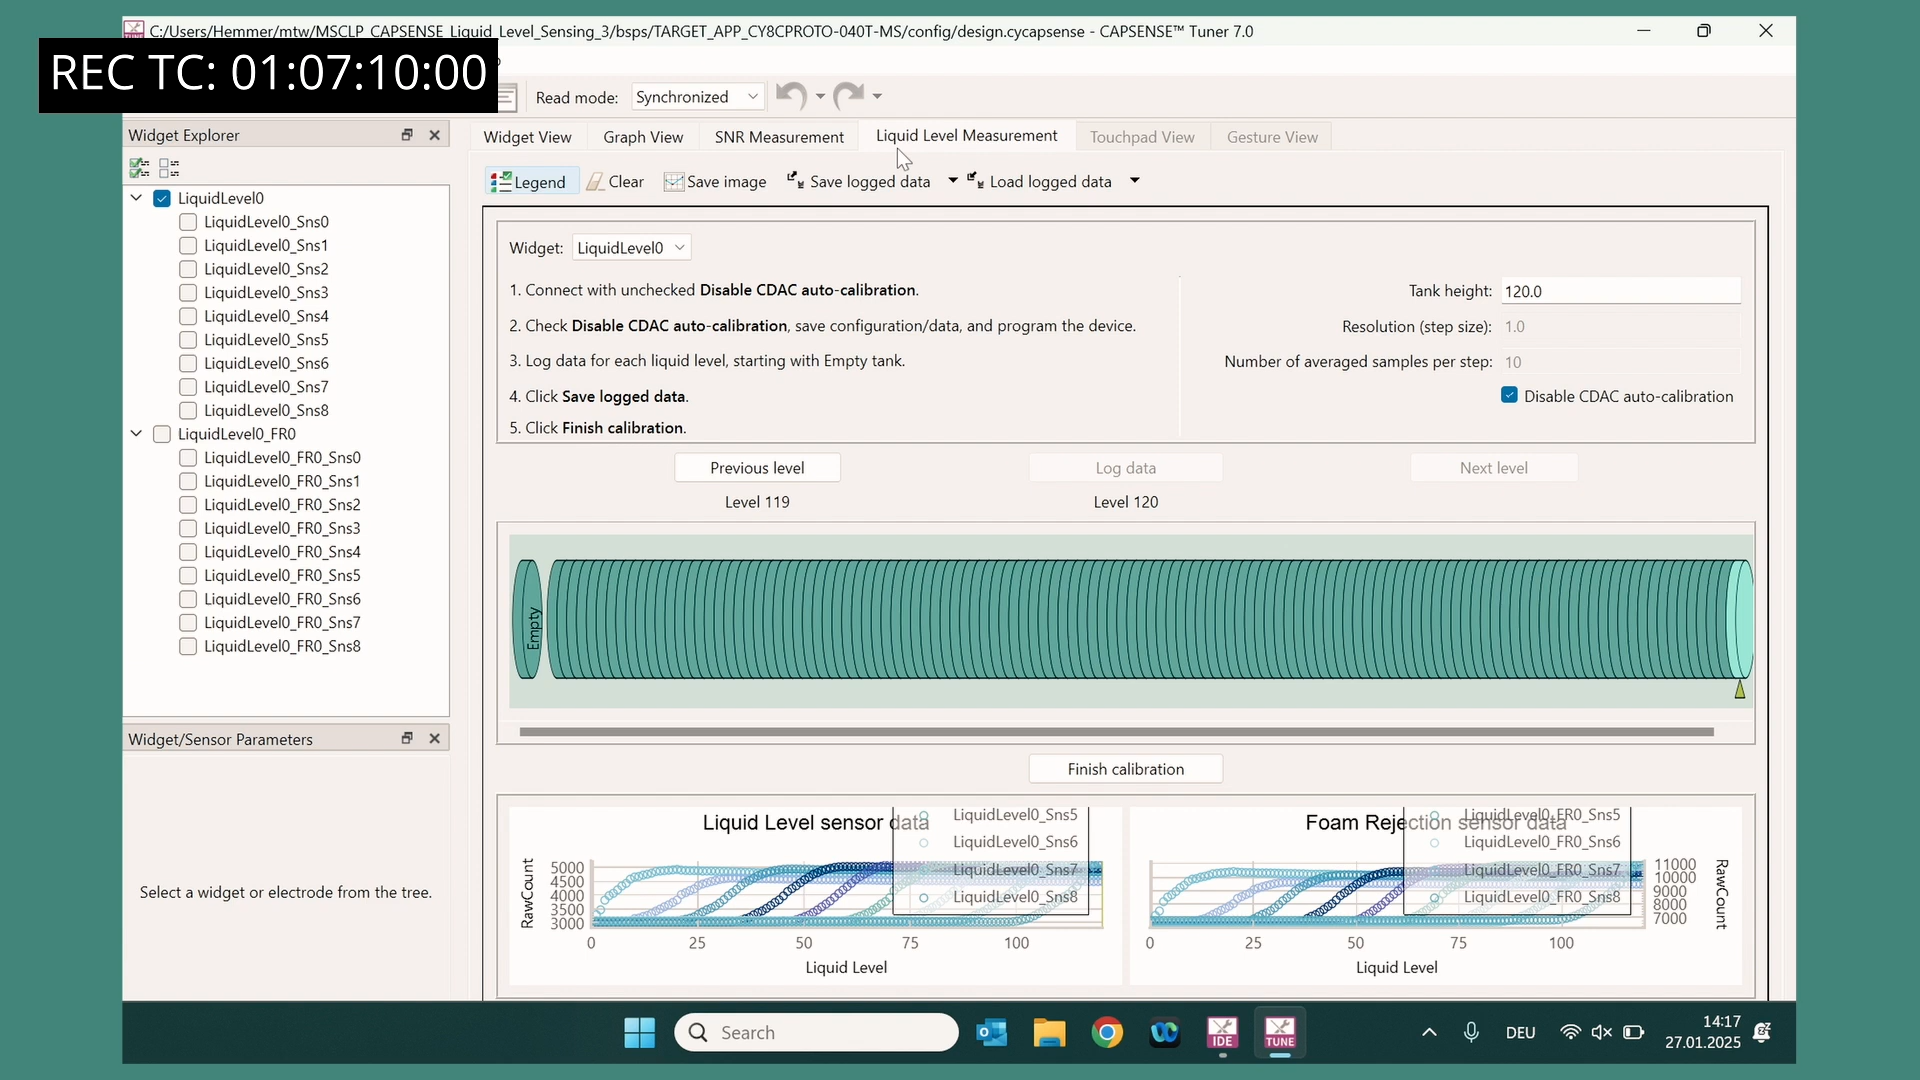 C:/Users/Hemmer/mtw/MSCLP_CAPSENSE_Liquid_Level_Sensing_3/bsps/TARGET_APP_CY8CPROTO-040T-MS/config/design.cycapsense - CAPSENSE™ Tuner 7.0
REC TC: 01:07:10:00
Read mode: Synchronized
Widget Explorer
Widget View Graph View SNR Measurement Liquid Level Measurement Touchpad View Gesture View
Legend Clear Save image Save logged data Load logged data
LiquidLevel0
LiquidLevel0_Sns0
LiquidLevel0_Sns1
LiquidLevel0_Sns2
LiquidLevel0_Sns3
LiquidLevel0_Sns4
LiquidLevel0_Sns5
LiquidLevel0_Sns6
LiquidLevel0_Sns7
LiquidLevel0_Sns8
LiquidLevel0_FR0
LiquidLevel0_FR0_Sns0
LiquidLevel0_FR0_Sns1
LiquidLevel0_FR0_Sns2
LiquidLevel0_FR0_Sns3
LiquidLevel0_FR0_Sns4
LiquidLevel0_FR0_Sns5
LiquidLevel0_FR0_Sns6
LiquidLevel0_FR0_Sns7
LiquidLevel0_FR0_Sns8
Widget/Sensor Parameters
Select a widget or electrode from the tree.
Widget: LiquidLevel0
1. Connect with unchecked Disable CDAC auto-calibration.
2. Check Disable CDAC auto-calibration, save configuration/data, and program the device.
3. Log data for each liquid level, starting with Empty tank.
4. Click Save logged data.
5. Click Finish calibration.
Tank height: 120.0
Resolution (step size): 1.0
Number of averaged samples per step: 10
Disable CDAC auto-calibration
Previous level Log data Next level
Level 119 Level 120
Empty
Finish calibration
Liquid Level sensor data
LiquidLevel0_Sns5
LiquidLevel0_Sns6
LiquidLevel0_Sns7
LiquidLevel0_Sns8
RawCount
5000
4500
4000
3500
3000
0 25 50 75 100
Liquid Level
Foam Rejection sensor data
LiquidLevel0_FR0_Sns5
LiquidLevel0_FR0_Sns6
LiquidLevel0_FR0_Sns7
LiquidLevel0_FR0_Sns8
11000
10000
9000
8000
7000
RawCount
0 25 50 75 100
Liquid Level
Search
IDE
TUNE
DEU
14:17
27.01.2025